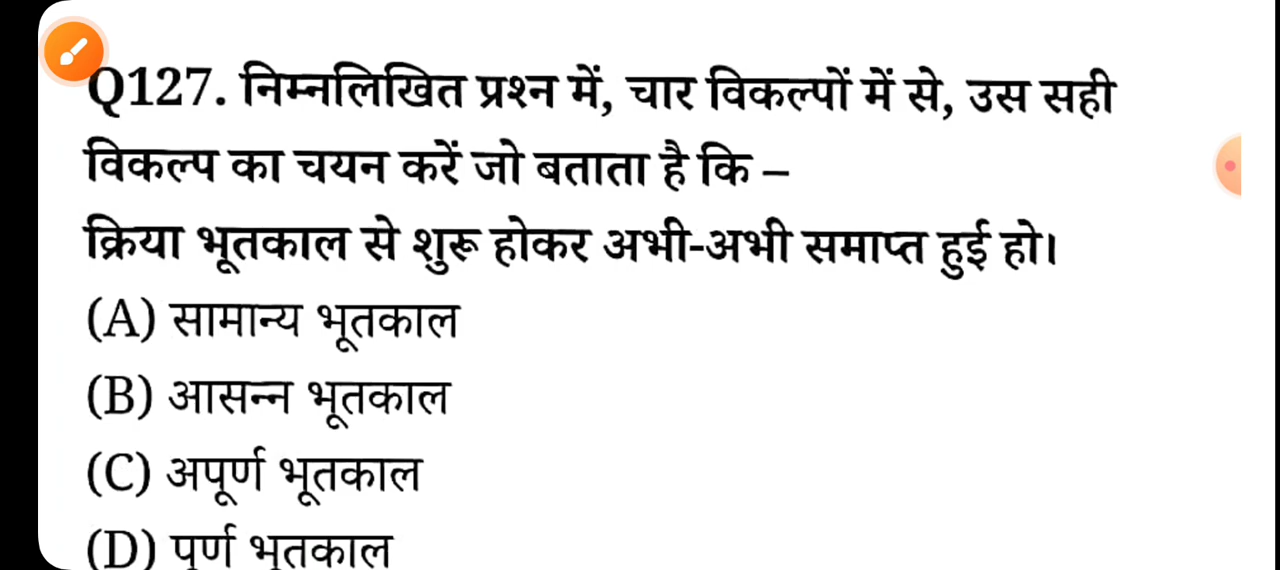 Q127. निम्नलिखित प्रश्न में, चार विकल्पों में से, उस सही
विकल्प का चयन करें जो बताता है कि –
क्रिया भूतकाल से शुरू होकर अभी-अभी समाप्त हुई हो।
(A) सामान्य भूतकाल
(B) आसन्न भूतकाल
(C) अपूर्ण भूतकाल
(D) पूर्ण भूतकाल